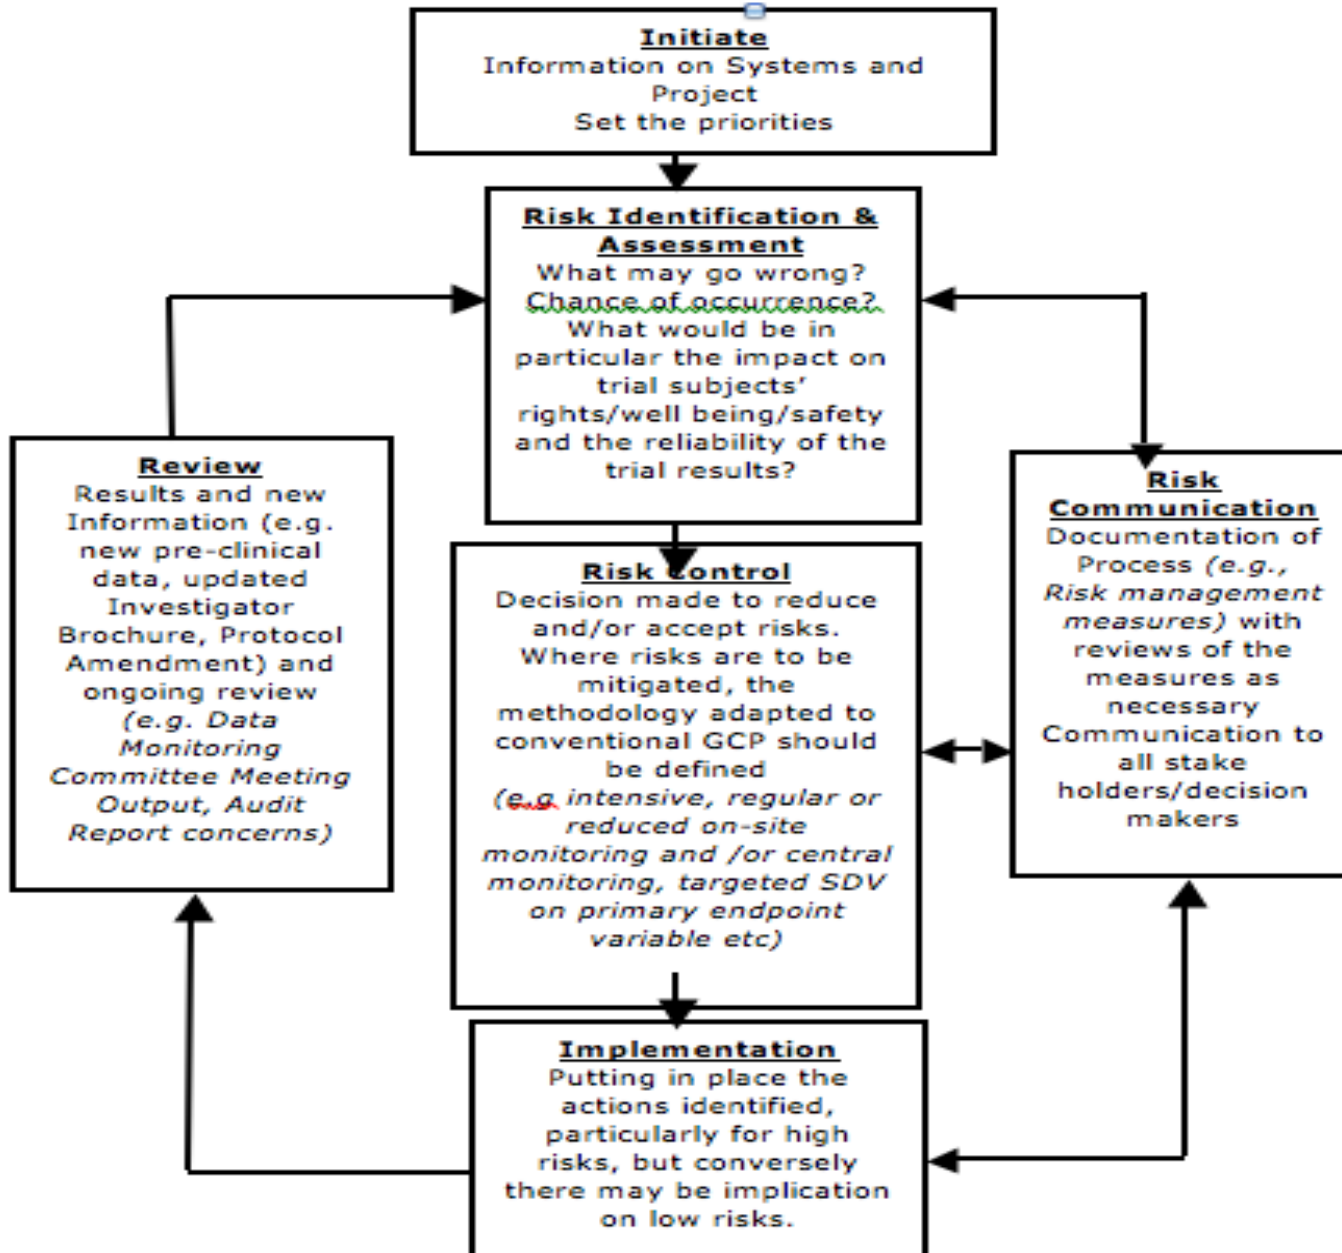 Initiate
Information on Systems and
Project
Set the priorities
Risk Identification &
Assessment
What may go wrong?
Chance of occurrence?
What would be in
particular the impact on
trial subjects’
rights/well being/safety
and the reliability of the
trial results?
Review
Results and new
Information (e.g.
new pre-clinical
data, updated
Investigator
Brochure, Protocol
Amendment) and
ongoing review
(e.g. Data
Monitoring
Committee Meeting
Output, Audit
Report concerns)
Risk Control
Decision made to reduce
and/or accept risks.
Where risks are to be
mitigated, the
methodology adapted to
conventional GCP should
be defined
(e.g intensive, regular or
reduced on-site
monitoring and /or central
monitoring, targeted SDV
on primary endpoint
variable etc)
Risk
Communication
Documentation of
Process (e.g.,
Risk management
measures) with
reviews of the
measures as
necessary
Communication to
all stake
holders/decision
makers
Implementation
Putting in place the
actions identified,
particularly for high
risks, but conversely
there may be implication
on low risks.